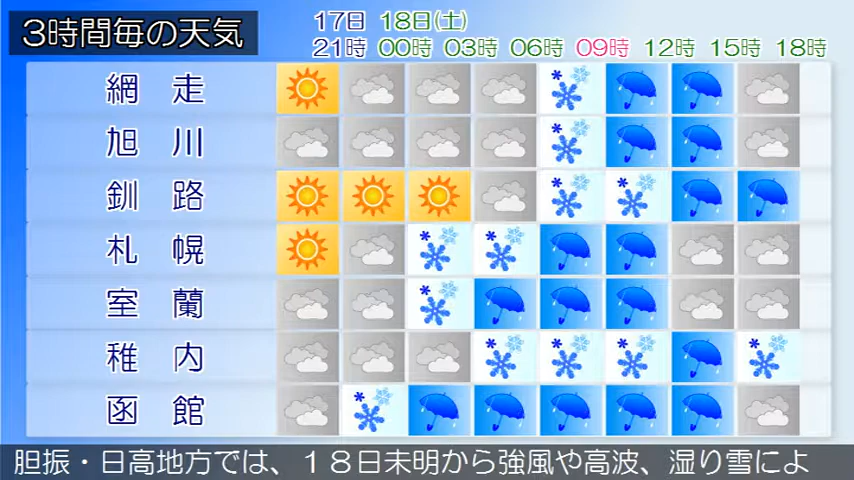 3時間毎の天気
17日 18日(土)
21時 00時 03時 06時 09時 12時 15時 18時
網 走
旭 川
釧 路
札 幌
室 蘭
稚 内
函 館
胆振・日高地方では、１８日未明から強風や高波、湿り雪によ